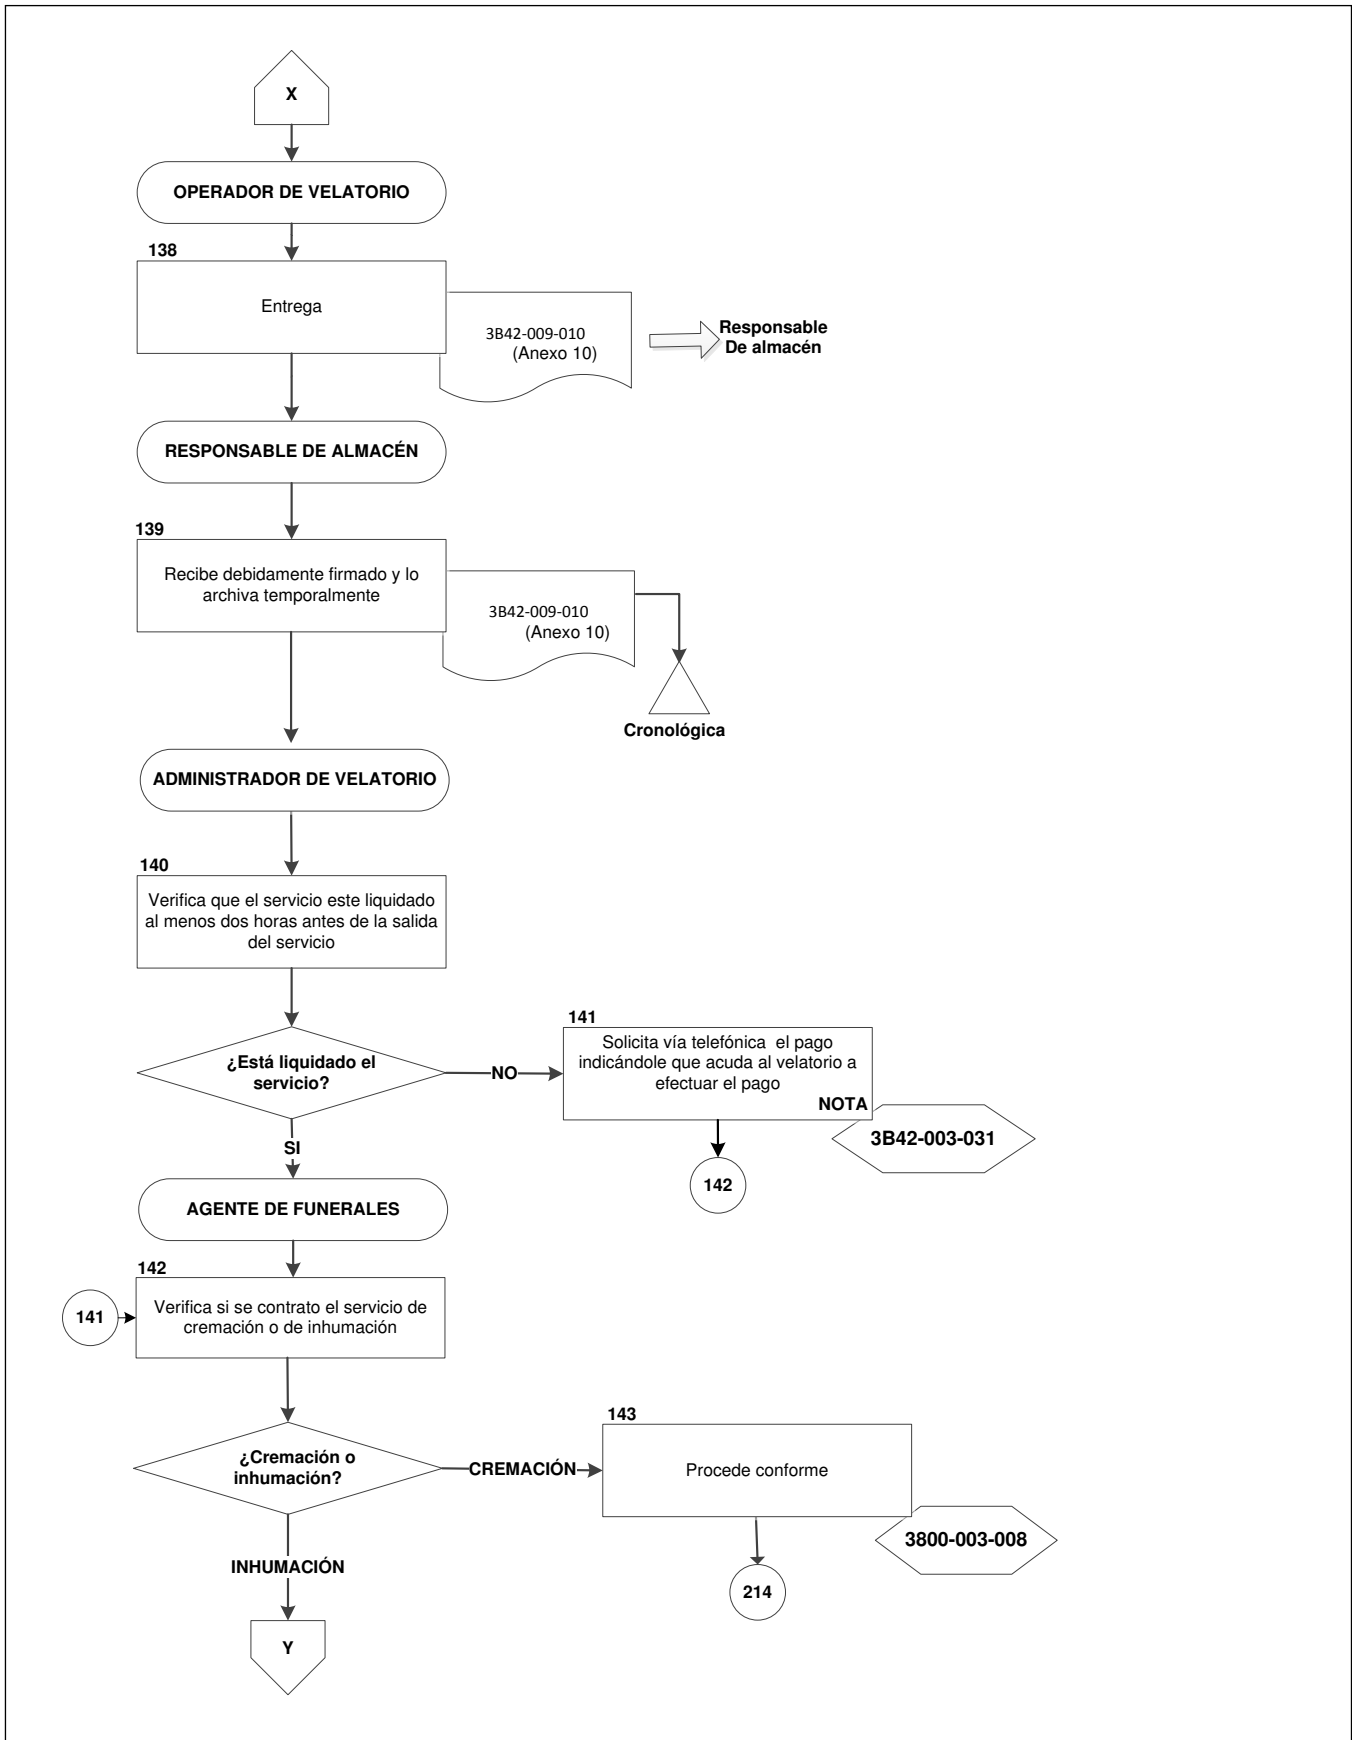 X
OPERADOR DE VELATORIO
138
Entrega
3B42-009-010
(Anexo 10)
Responsable
De almacén
RESPONSABLE DE ALMACÉN
139
Recibe debidamente firmado y lo
archiva temporalmente
3B42-009-010
(Anexo 10)
Cronológica
ADMINISTRADOR DE VELATORIO
140
Verifica que el servicio este liquidado
al menos dos horas antes de la salida
del servicio
¿Está liquidado el
servicio?
NO
141
Solicita vía telefónica el pago
indicándole que acuda al velatorio a
efectuar el pago
NOTA
3B42-003-031
142
SI
AGENTE DE FUNERALES
142
141
Verifica si se contrato el servicio de
cremación o de inhumación
¿Cremación o
inhumación?
CREMACIÓN
143
Procede conforme
3800-003-008
214
INHUMACIÓN
Y